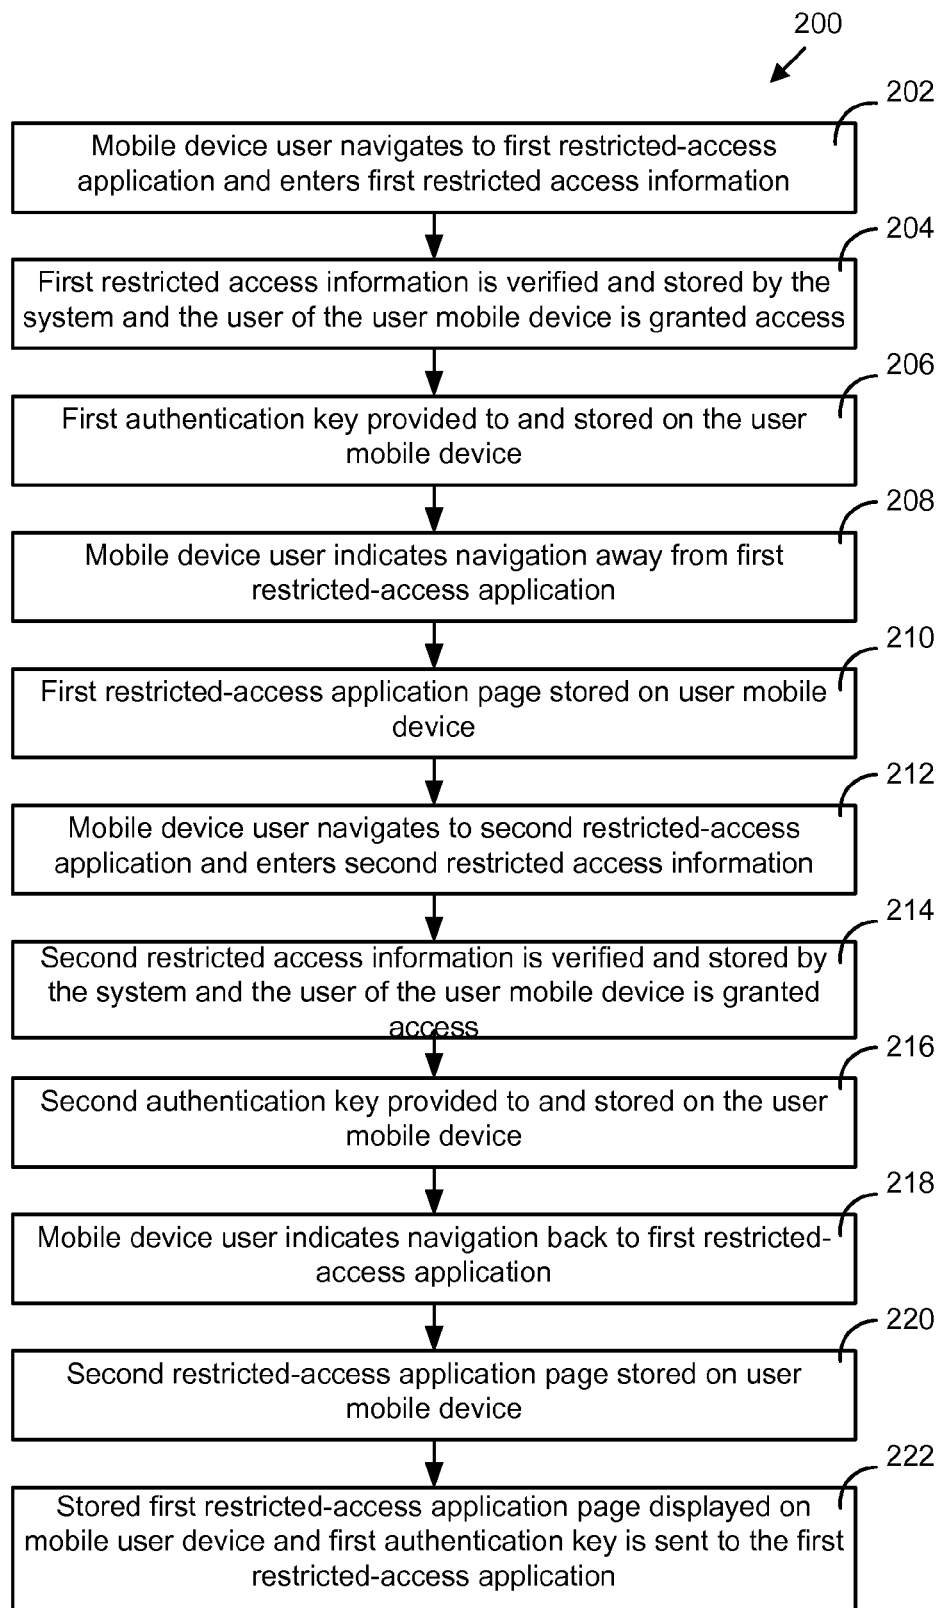 200
202
Mobile device user navigates to first restricted-access
application and enters first restricted access information
204
First restricted access information is verified and stored by the
system and the user of the user mobile device is granted access
206
First authentication key provided to and stored on the user
mobile device
208
Mobile device user indicates navigation away from first
restricted-access application
210
First restricted-access application page stored on user mobile
device
212
Mobile device user navigates to second restricted-access
application and enters second restricted access information
214
Second restricted access information is verified and stored by
the system and the user of the user mobile device is granted
access
216
Second authentication key provided to and stored on the user
mobile device
218
Mobile device user indicates navigation back to first restricted-
access application
220
Second restricted-access application page stored on user
mobile device
222
Stored first restricted-access application page displayed on
mobile user device and first authentication key is sent to the first
restricted-access application